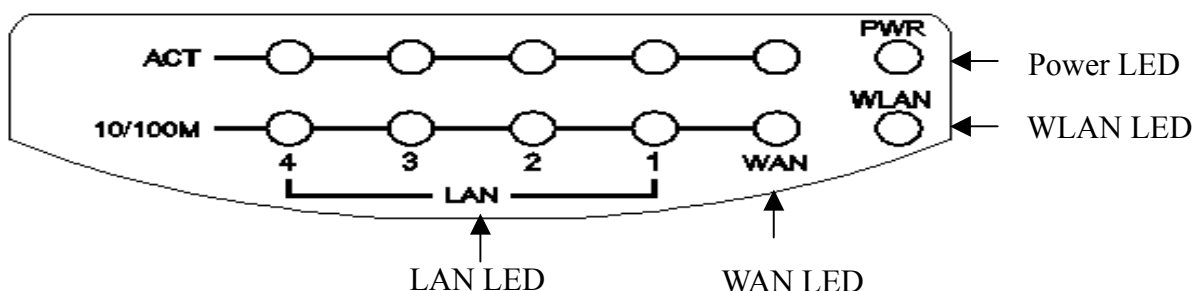 PWR
ACT
Power LED
WLAN
WLAN LED
10/100M
4 3 2 1 WAN
LAN
LAN LED
WAN LED